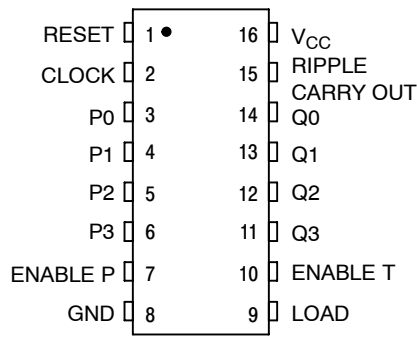 RESET 1 16 VCC
CLOCK 2 15 RIPPLE
CARRY OUT
P0 3 14 Q0
P1 4 13 Q1
P2 5 12 Q2
P3 6 11 Q3
ENABLE P 7 10 ENABLE T
GND 8 9 LOAD